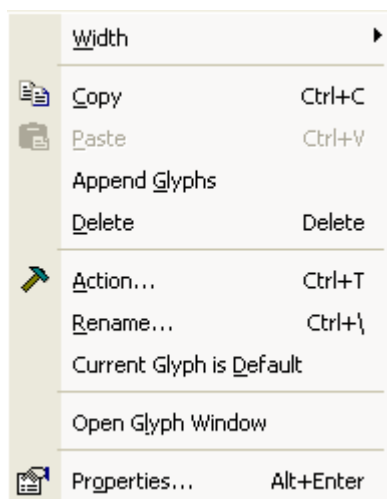 Width
Copy Ctrl+C
Paste Ctrl+V
Append Glyphs
Delete Delete
Action... Ctrl+T
Rename... Ctrl+\
Current Glyph is Default
Open Glyph Window
Properties... Alt+Enter